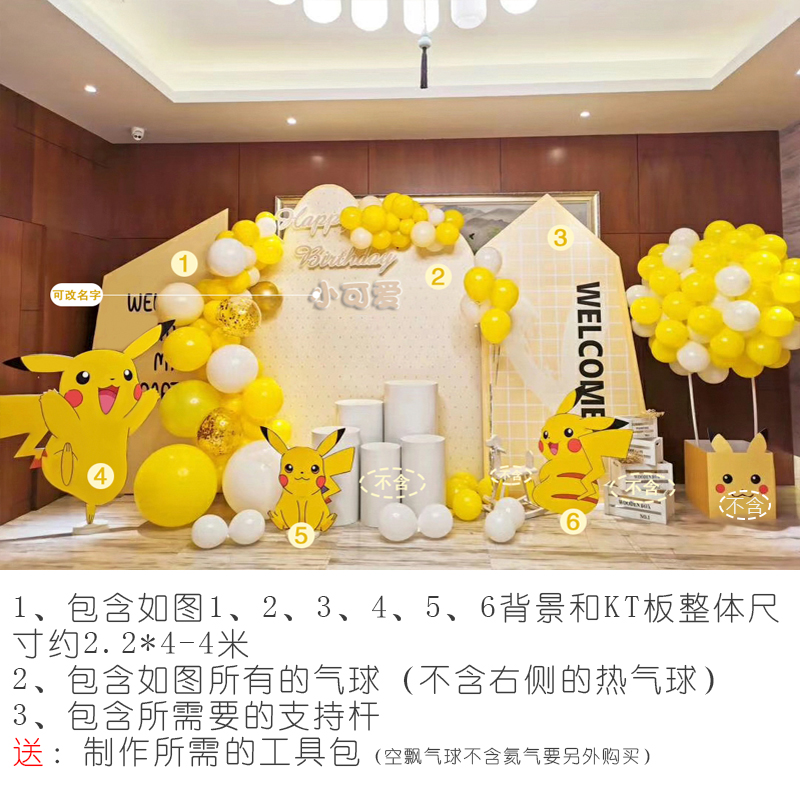 Happy
Birthday
小可爱
可改名字
1
2
3
4
5
6
WELCOME
不含
不含
不含
WOODEN BOX
NO.1
1、包含如图1、2、3、4、5、6背景和KT板整体尺
寸约2.2*4-4米
2、包含如图所有的气球(不含右侧的热气球)
3、包含所需要的支持杆
送：制作所需的工具包(空飘气球不含氦气要另外购买)